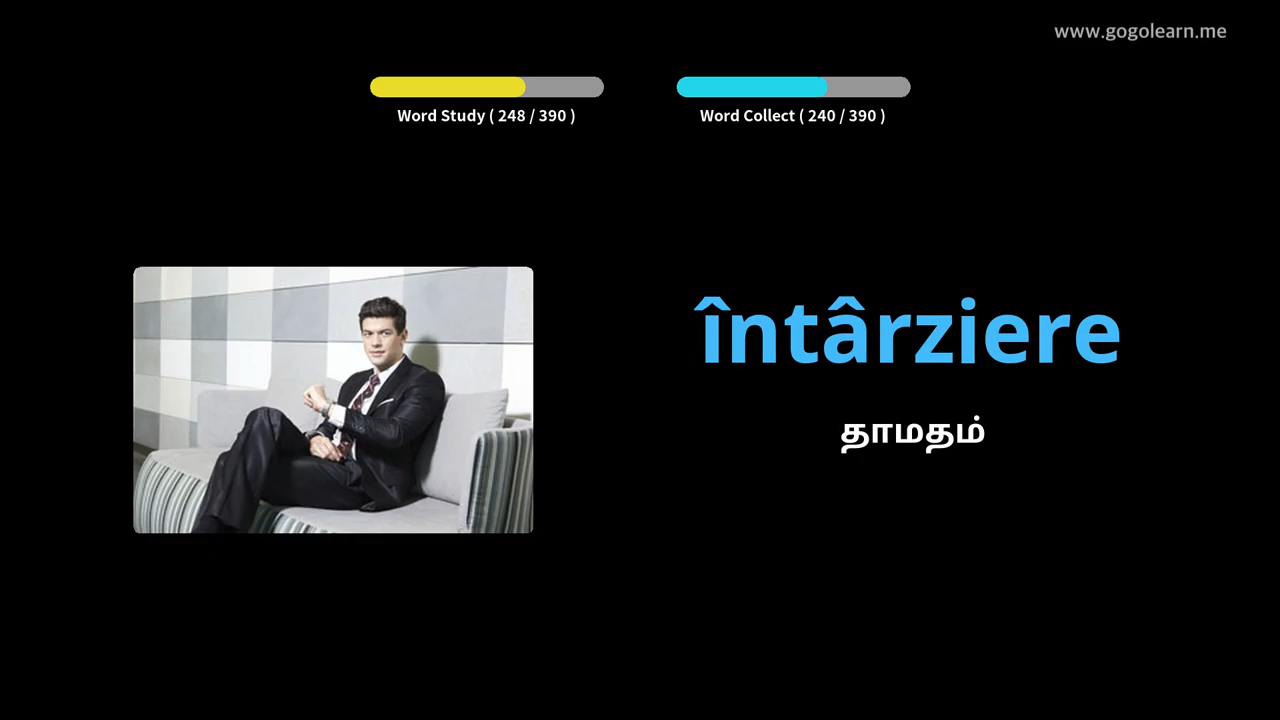 www.gogolearn.me
Word Study ( 248 / 390 )
Word Collect ( 240 / 390 )
întârziere
தாமதம்